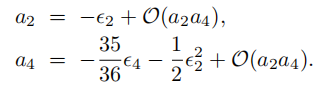 a₂ = −ϵ₂ + 𝒪(a₂a₄),
a₄ = −35/36 ϵ₄ − 1/2 ϵ₂² + 𝒪(a₂a₄).